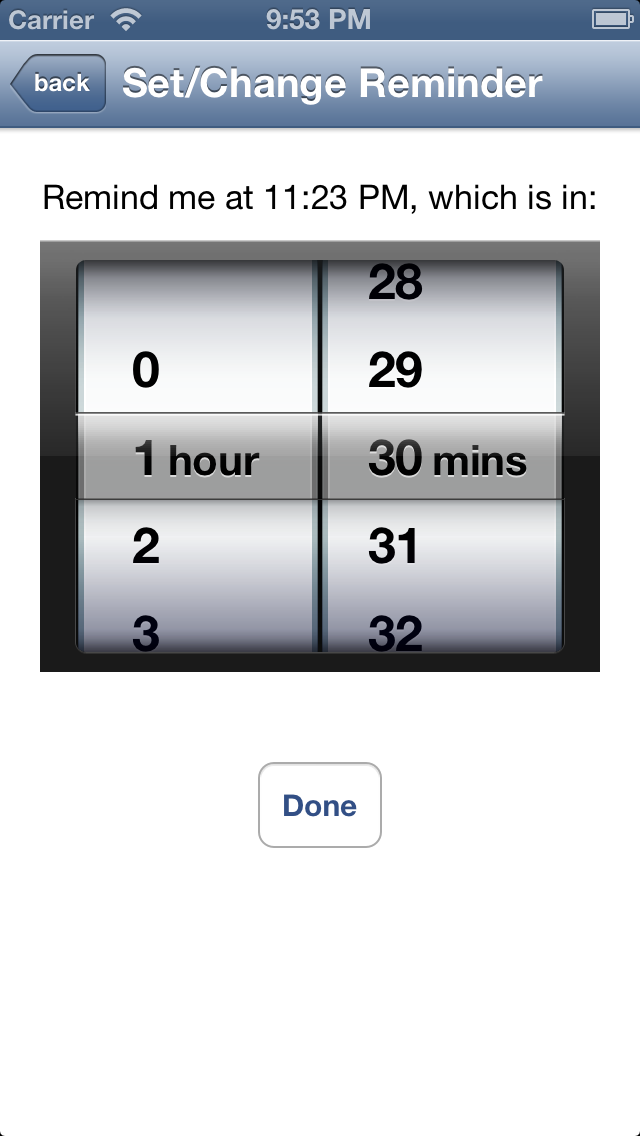 Carrier 9:53 PM
back Set/Change Reminder
Remind me at 11:23 PM, which is in:
28
0 29
1 hour 30 mins
2 31
3 32
Done